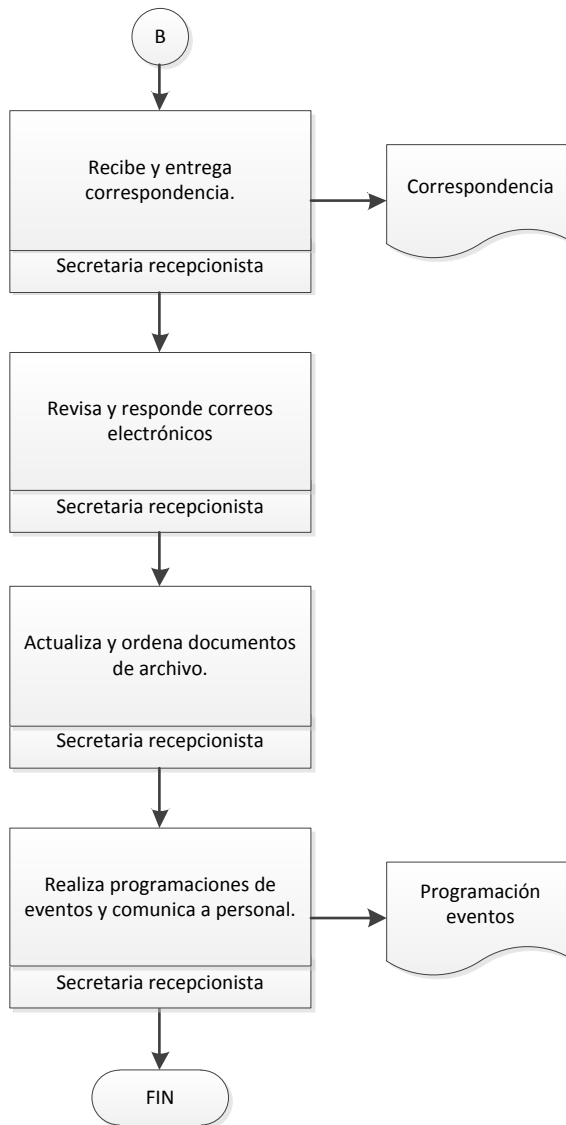 B
Recibe y entrega
correspondencia.
Secretaria recepcionista
Correspondencia
Revisa y responde correos
electrónicos
Secretaria recepcionista
Actualiza y ordena documentos
de archivo.
Secretaria recepcionista
Realiza programaciones de
eventos y comunica a personal.
Secretaria recepcionista
Programación
eventos
FIN